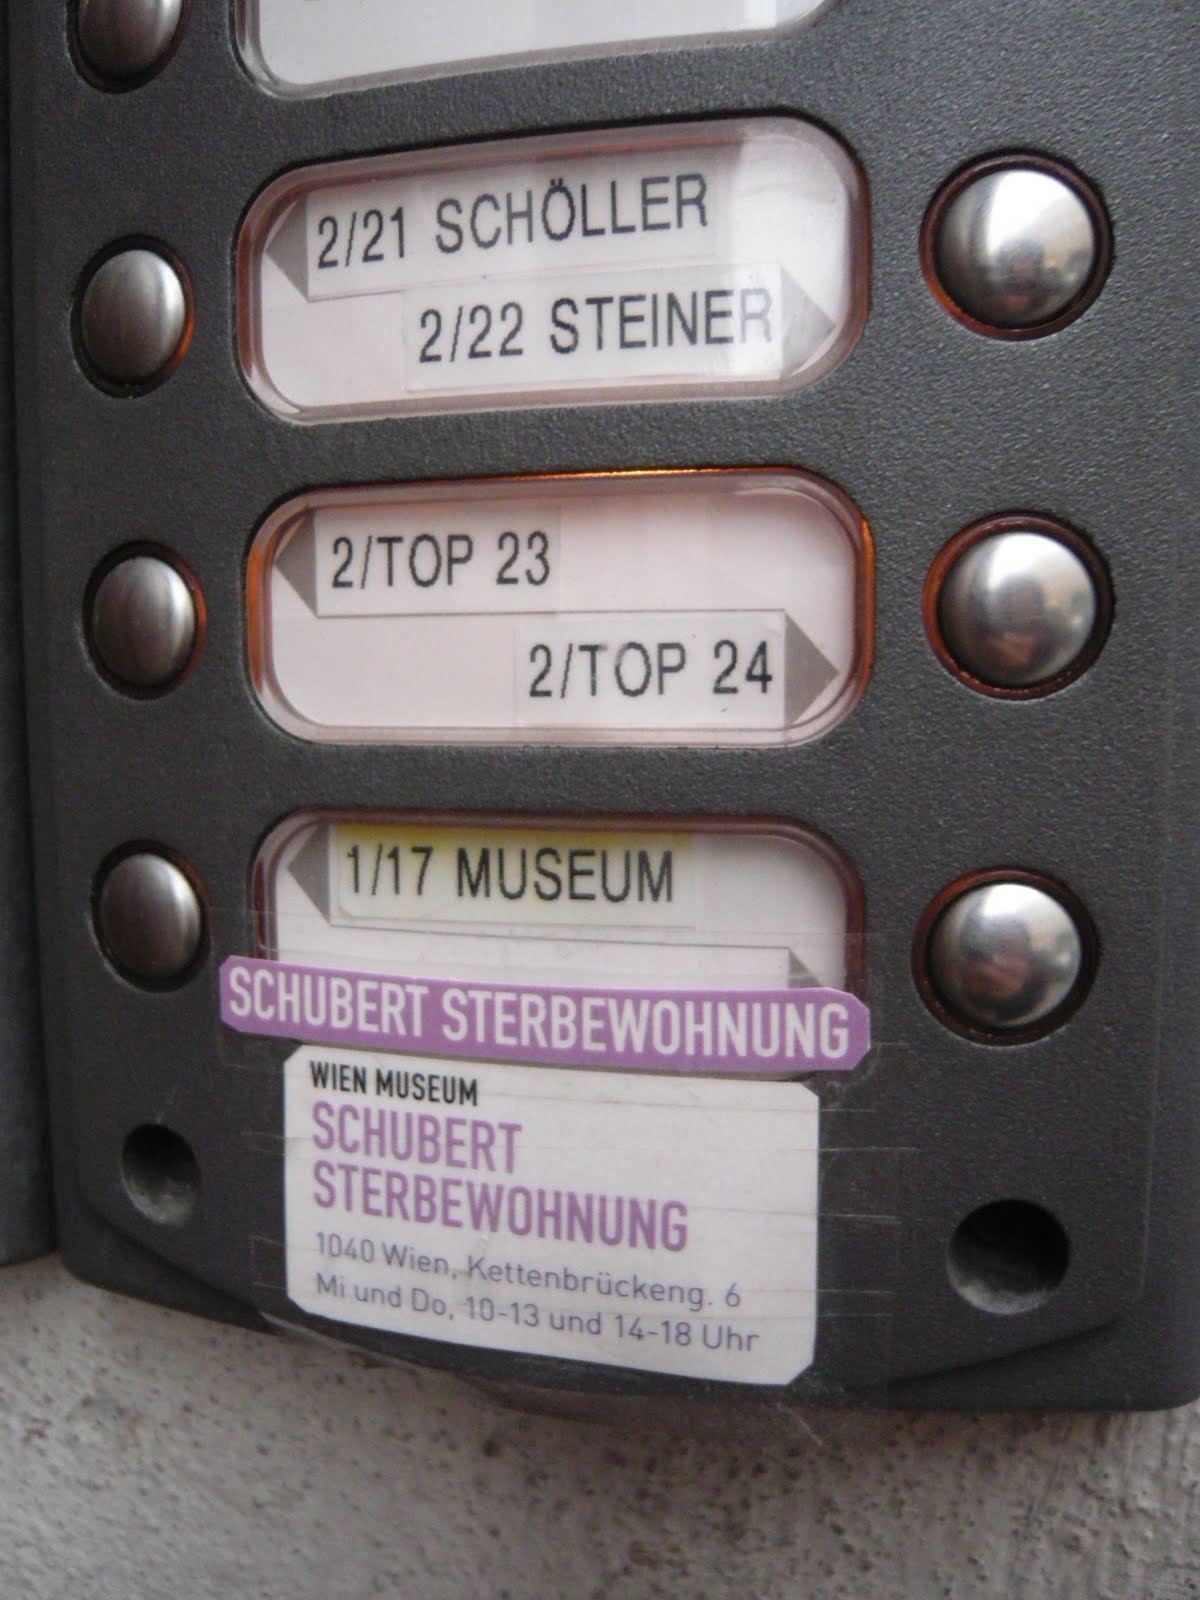 2/21 SCHÖLLER
2/22 STEINER
2/TOP 23
2/TOP 24
1/17 MUSEUM
SCHUBERT STERBEWOHNUNG
WIEN MUSEUM
SCHUBERT
STERBEWOHNUNG
1040 Wien, Kettenbrückeng. 6
Mi und Do, 10-13 und 14-18 Uhr